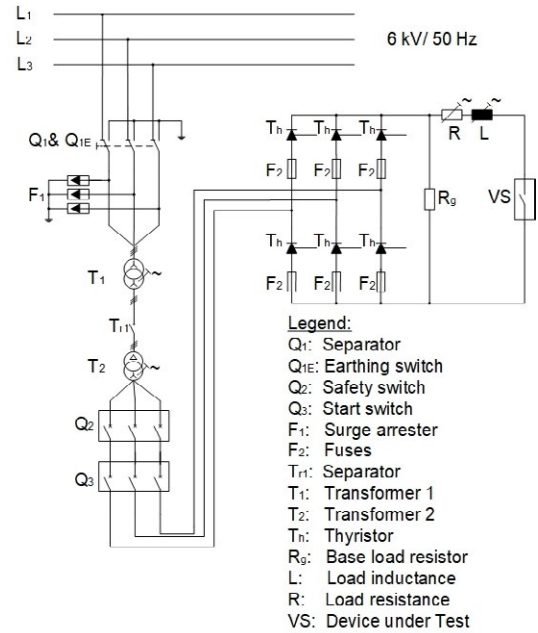 L1
L2
6 kV/ 50 Hz
L3
Th Th Th
Q1& Q1E
R L
F2 F2 F2
F1
Rg VS
Th Th Th
T1
F2 F2 F2
Tr1
T2
Q2
Q3
Legend:
Q1: Separator
Q1E: Earthing switch
Q2: Safety switch
Q3: Start switch
F1: Surge arrester
F2: Fuses
Tr1: Separator
T1: Transformer 1
T2: Transformer 2
Th: Thyristor
Rg: Base load resistor
L: Load inductance
R: Load resistance
VS: Device under Test